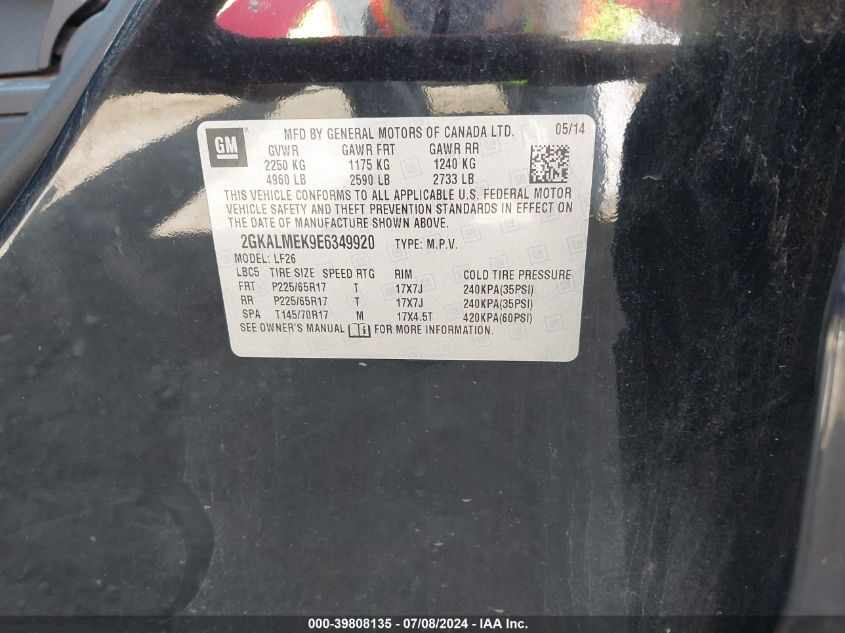 GM
MFD BY GENERAL MOTORS OF CANADA LTD. 05/14
GVWR GAWR FRT GAWR RR
2250 KG 1175 KG 1240 KG
4960 LB 2590 LB 2733 LB
THIS VEHICLE CONFORMS TO ALL APPLICABLE U.S. FEDERAL MOTOR
VEHICLE SAFETY AND THEFT PREVENTION STANDARDS IN EFFECT ON
THE DATE OF MANUFACTURE SHOWN ABOVE.
2GKALMEK9E6349920 TYPE: M.P.V.
MODEL: LF26
LBC5 TIRE SIZE SPEED RTG RIM COLD TIRE PRESSURE
FRT P225/65R17 T 17X7J 240KPA(35PSI)
RR P225/65R17 T 17X7J 240KPA(35PSI)
SPA T145/70R17 M 17X4.5T 420KPA(60PSI)
SEE OWNER'S MANUAL FOR MORE INFORMATION.
000-39808135 - 07/08/2024 - IAAI.com